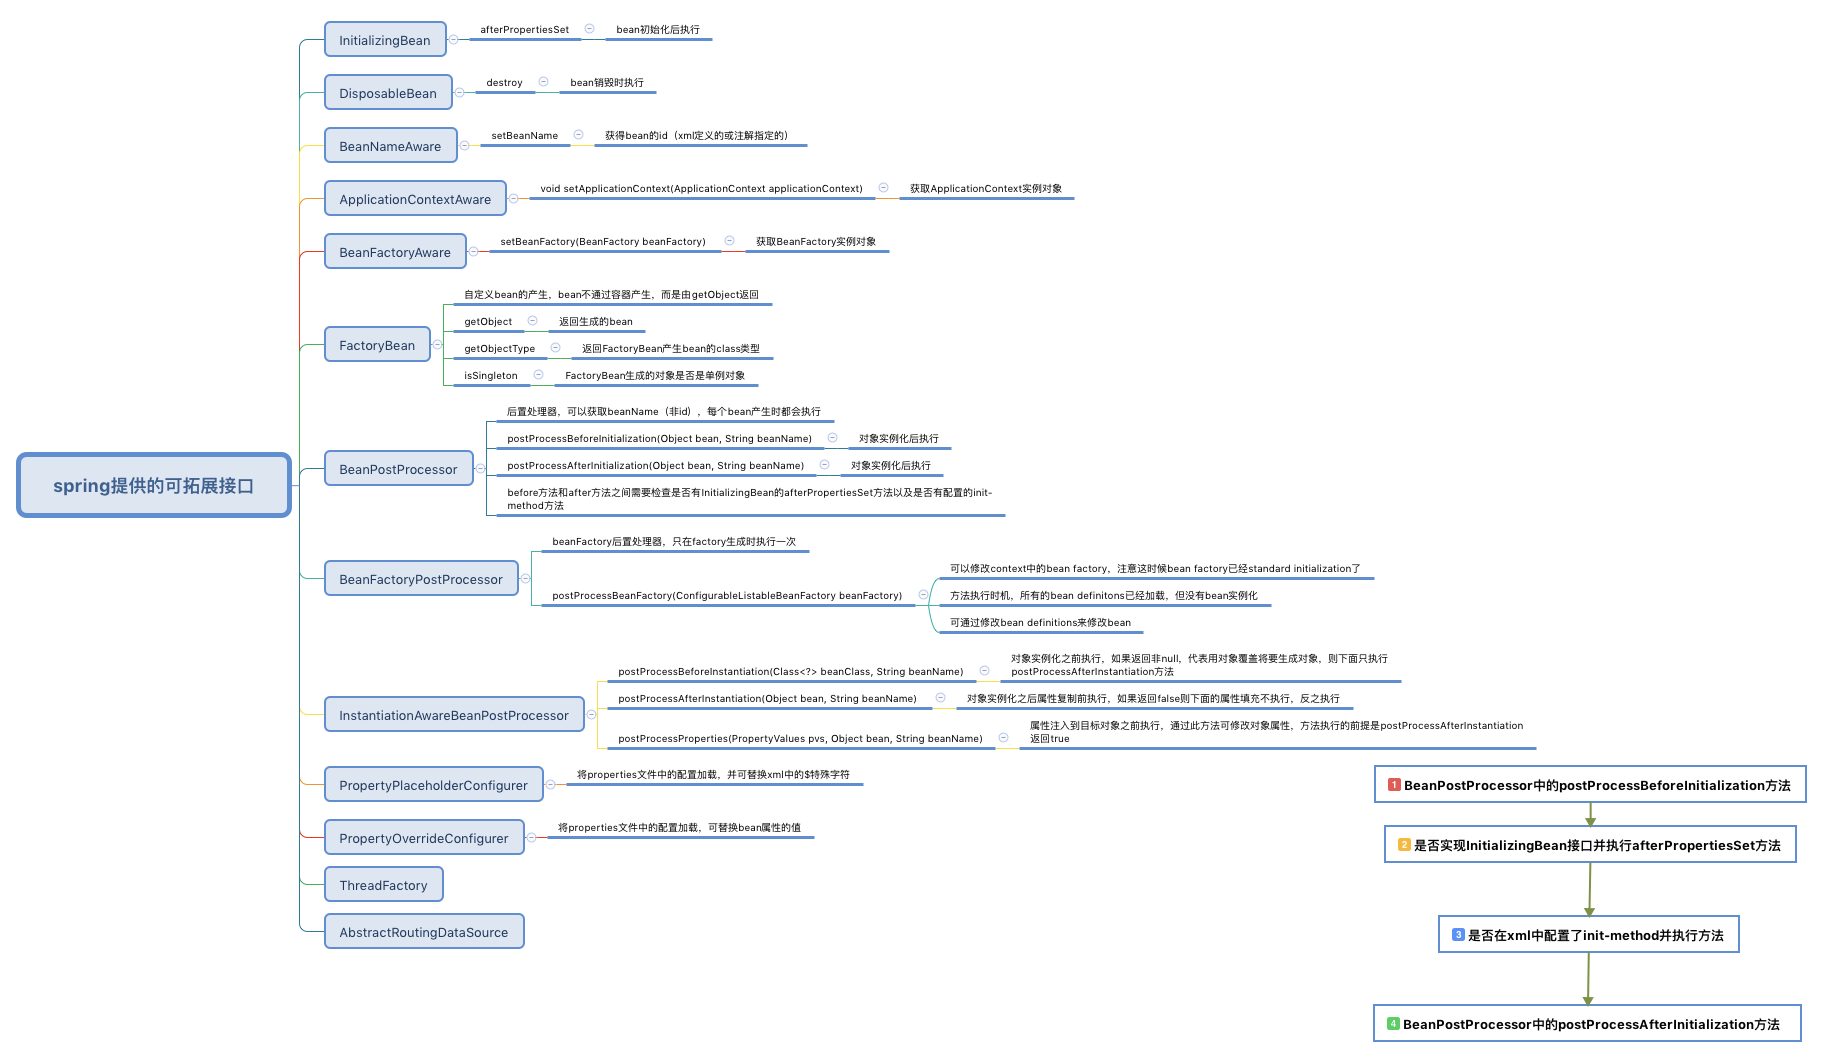 spring提供的可拓展接口
InitializingBean
afterPropertiesSet
bean初始化后执行
DisposableBean
destroy
bean销毁时执行
BeanNameAware
setBeanName
获得bean的id（xml定义的或注解指定的）
ApplicationContextAware
void setApplicationContext(ApplicationContext applicationContext)
获取ApplicationContext实例对象
BeanFactoryAware
setBeanFactory(BeanFactory beanFactory)
获取BeanFactory实例对象
FactoryBean
自定义bean的产生，bean不通过容器产生，而是由getObject返回
getObject
返回生成的bean
getObjectType
返回FactoryBean产生bean的class类型
isSingleton
FactoryBean生成的对象是否是单例对象
BeanPostProcessor
后置处理器，可以获取beanName（非id），每个bean产生时都会执行
postProcessBeforeInitialization(Object bean, String beanName)
对象实例化后执行
postProcessAfterInitialization(Object bean, String beanName)
对象实例化后执行
before方法和after方法之间需要检查是否有InitializingBean的afterPropertiesSet方法以及是否有配置的init-
method方法
BeanFactoryPostProcessor
beanFactory后置处理器，只在factory生成时执行一次
postProcessBeanFactory(ConfigurableListableBeanFactory beanFactory)
可以修改context中的bean factory，注意这时候bean factory已经standard initialization了
方法执行时机，所有的bean definitons已经加载，但没有bean实例化
可通过修改bean definitions来修改bean
InstantiationAwareBeanPostProcessor
postProcessBeforeInstantiation(Class<?> beanClass, String beanName)
对象实例化之前执行，如果返回非null，代表用对象覆盖将要生成对象，则下面只执行
postProcessAfterInstantiation方法
postProcessAfterInstantiation(Object bean, String beanName)
对象实例化之后属性复制前执行，如果返回false则下面的属性填充不执行，反之执行
postProcessProperties(PropertyValues pvs, Object bean, String beanName)
属性注入到目标对象之前执行，通过此方法可修改对象属性，方法执行的前提是postProcessAfterInstantiation
返回true
PropertyPlaceholderConfigurer
将properties文件中的配置加载，并可替换xml中的$特殊字符
PropertyOverrideConfigurer
将properties文件中的配置加载，可替换bean属性的值
ThreadFactory
AbstractRoutingDataSource
1 BeanPostProcessor中的postProcessBeforeInitialization方法
2 是否实现InitializingBean接口并执行afterPropertiesSet方法
3 是否在xml中配置了init-method并执行方法
4 BeanPostProcessor中的postProcessAfterInitialization方法